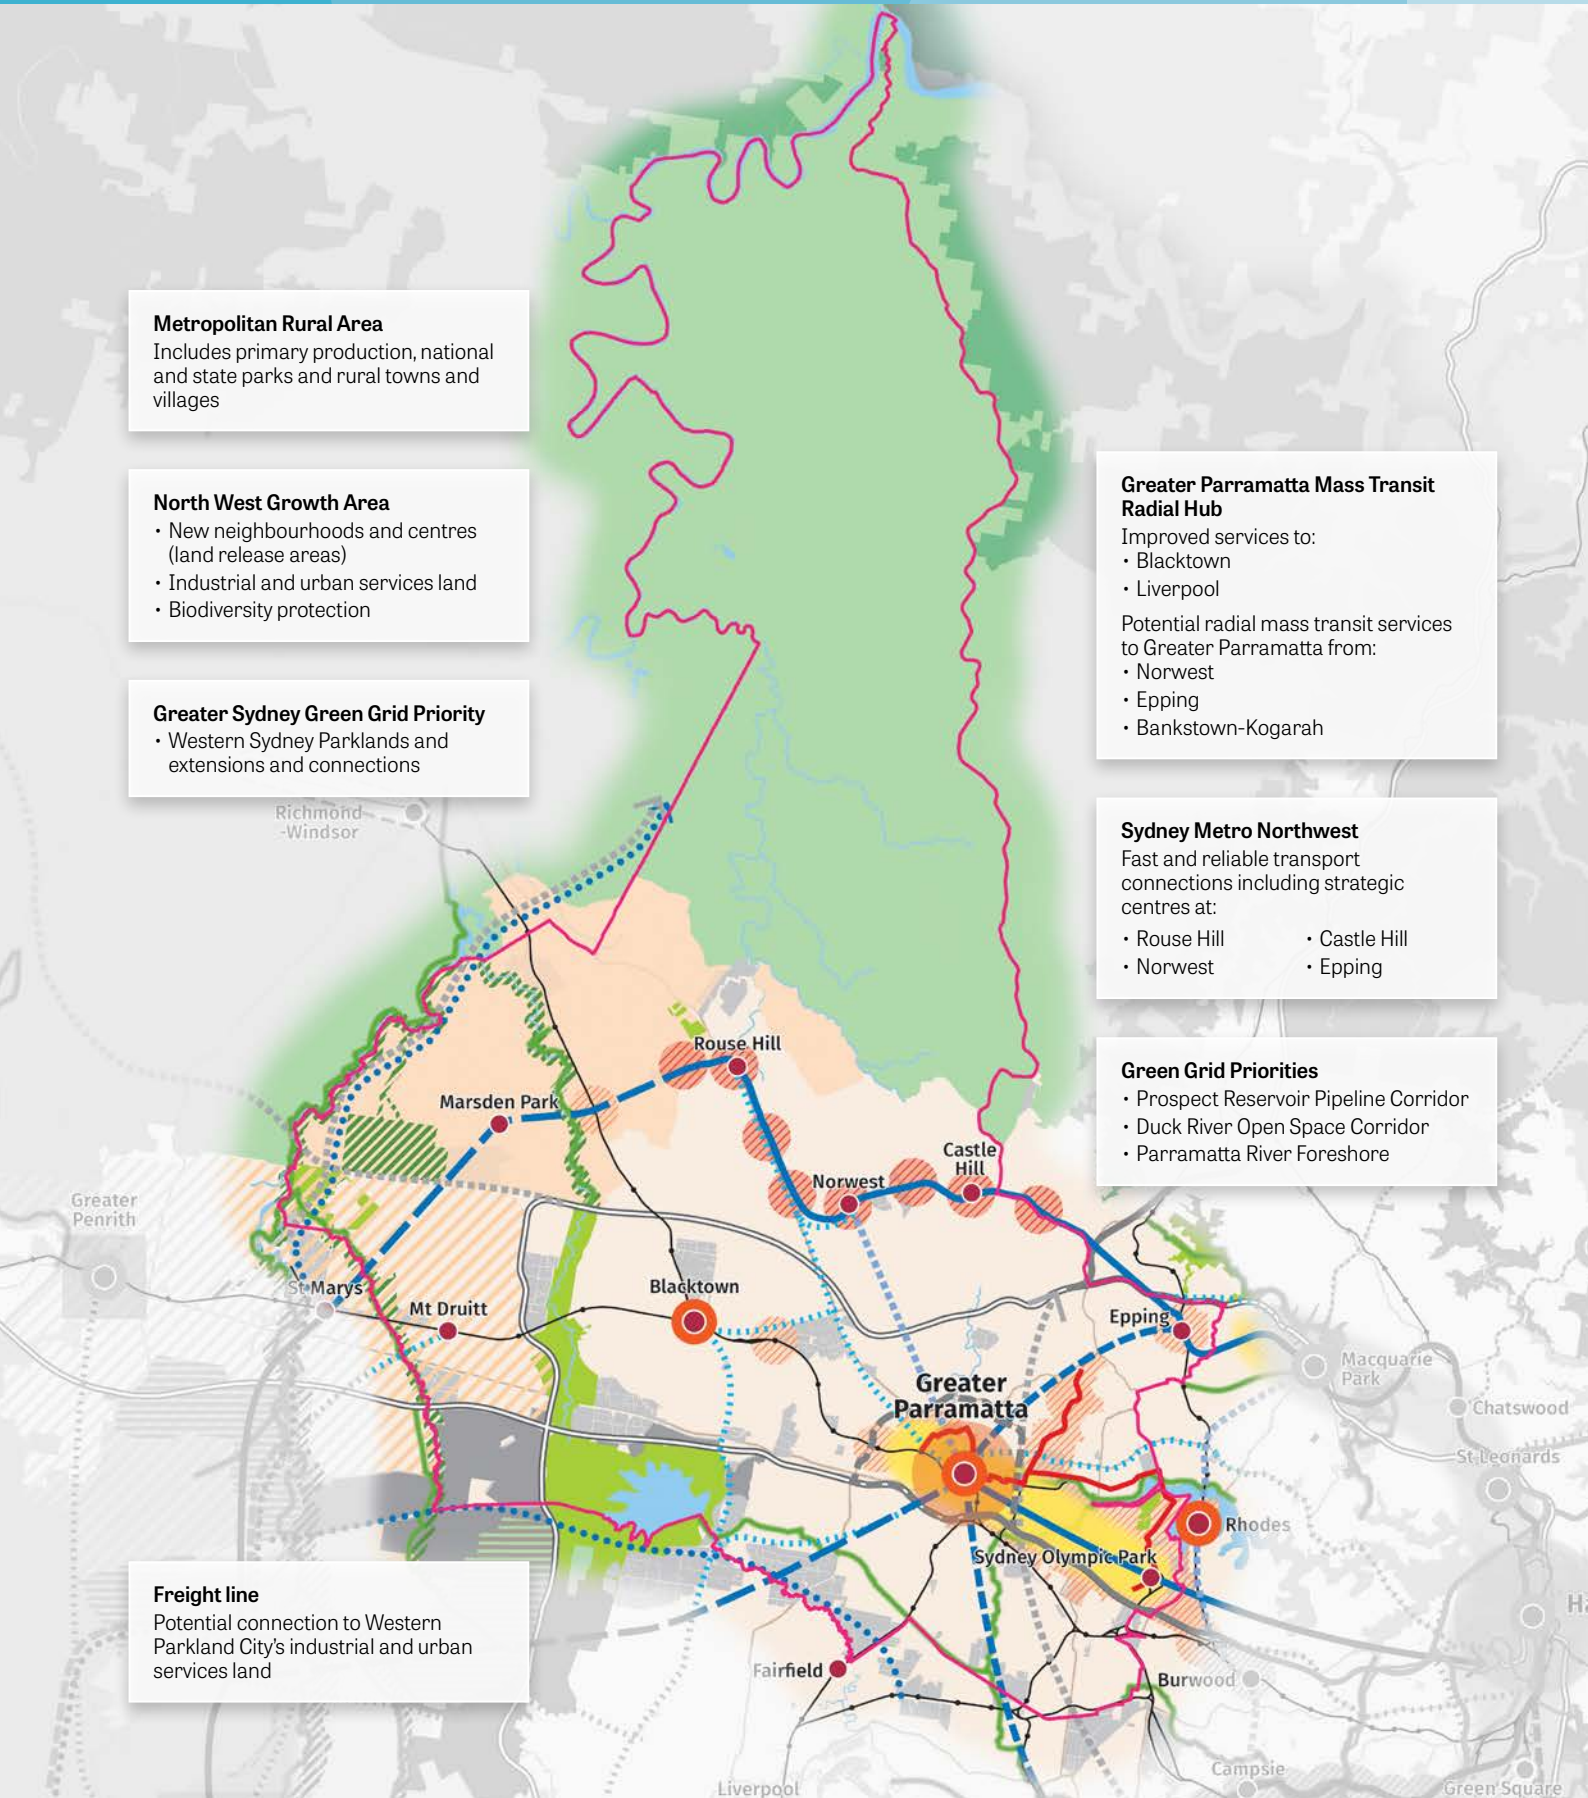 Metropolitan Rural Area
Includes primary production, national
and state parks and rural towns and
villages
North West Growth Area
• New neighbourhoods and centres
(land release areas)
• Industrial and urban services land
• Biodiversity protection
Greater Sydney Green Grid Priority
• Western Sydney Parklands and
extensions and connections
Greater Parramatta Mass Transit
Radial Hub
Improved services to:
• Blacktown
• Liverpool
Potential radial mass transit services
to Greater Parramatta from:
• Norwest
• Epping
• Bankstown-Kogarah
Sydney Metro Northwest
Fast and reliable transport
connections including strategic
centres at:
• Rouse Hill
• Norwest
• Castle Hill
• Epping
Green Grid Priorities
• Prospect Reservoir Pipeline Corridor
• Duck River Open Space Corridor
• Parramatta River Foreshore
Richmond
-Windsor
Rouse Hill
Marsden Park
Castle
Hill
Norwest
Greater
Penrith
St Marys
Mt Druitt
Blacktown
Epping
Macquarie
Park
Greater
Parramatta
Chatswood
St Leonards
Rhodes
Sydney Olympic Park
Freight line
Potential connection to Western
Parkland City's industrial and urban
services land
Fairfield
Burwood
Liverpool
Campsie
Green Square